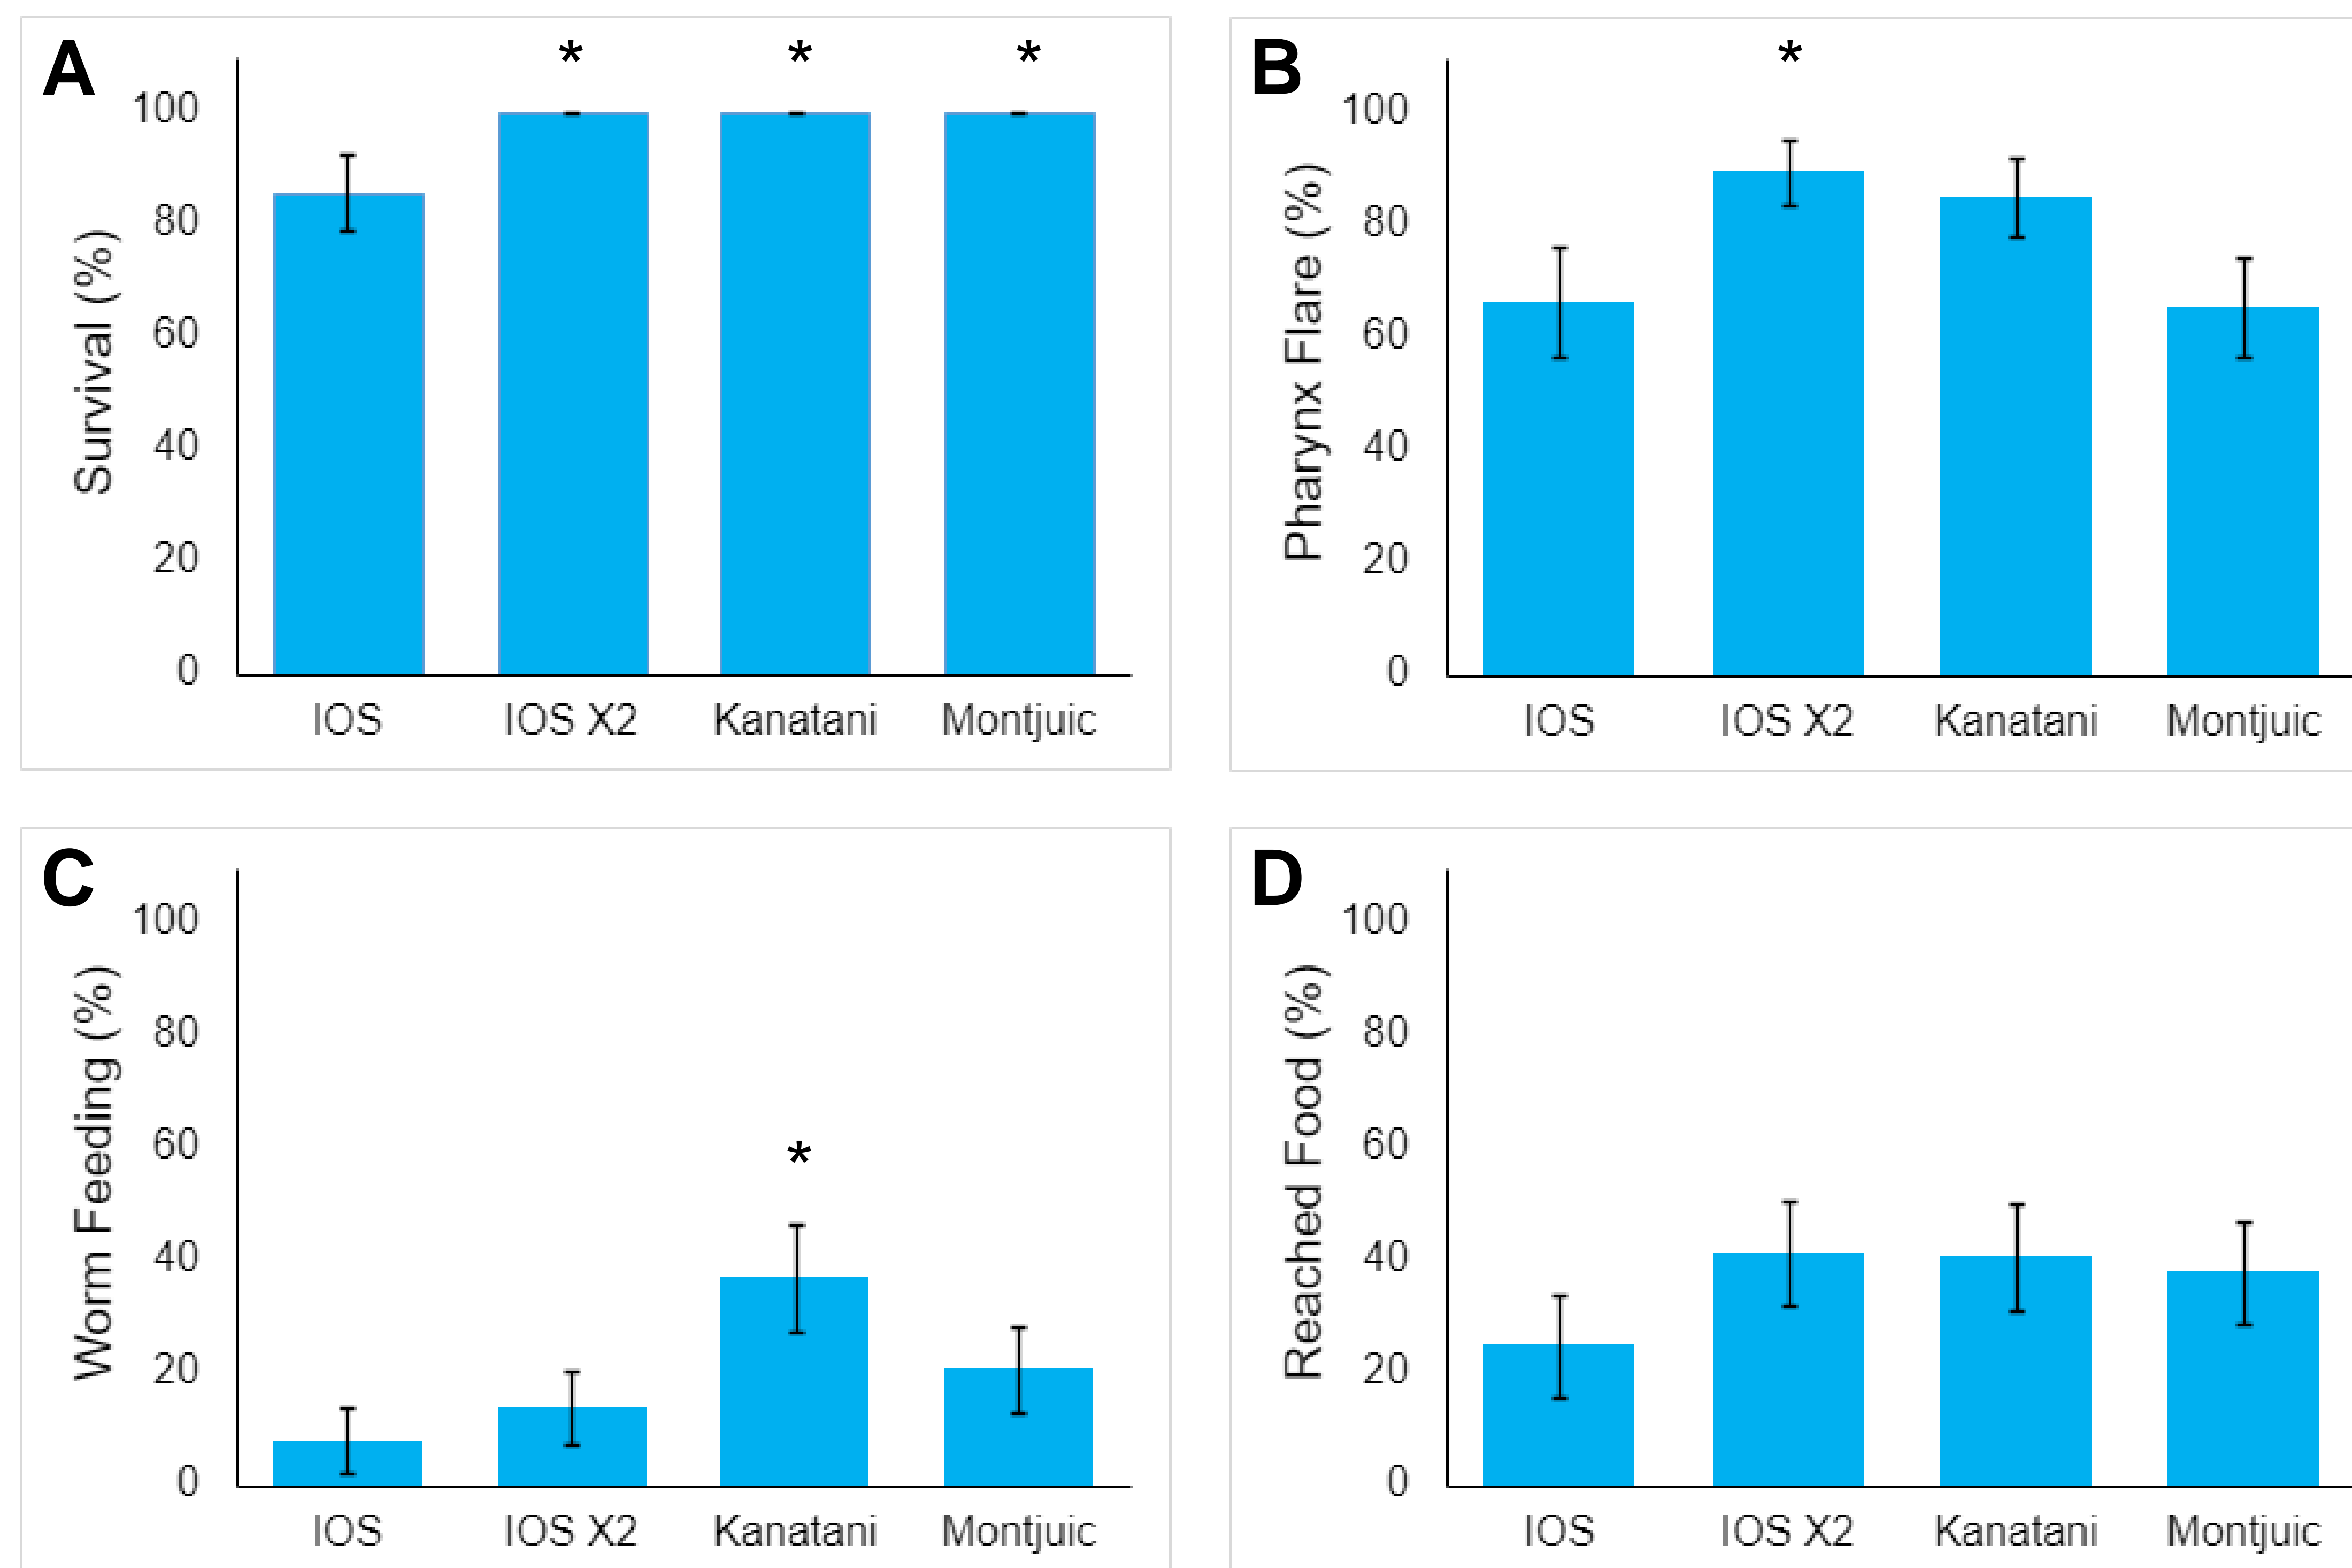 A
* * *
Survival (%)
100
80
60
40
20
0
IOS IOS X2 Kanatani Montjuic
B
*
Pharynx Flare (%)
100
80
60
40
20
0
IOS IOS X2 Kanatani Montjuic
C
*
Worm Feeding (%)
100
80
60
40
20
0
IOS IOS X2 Kanatani Montjuic
D
Reached Food (%)
100
80
60
40
20
0
IOS IOS X2 Kanatani Montjuic